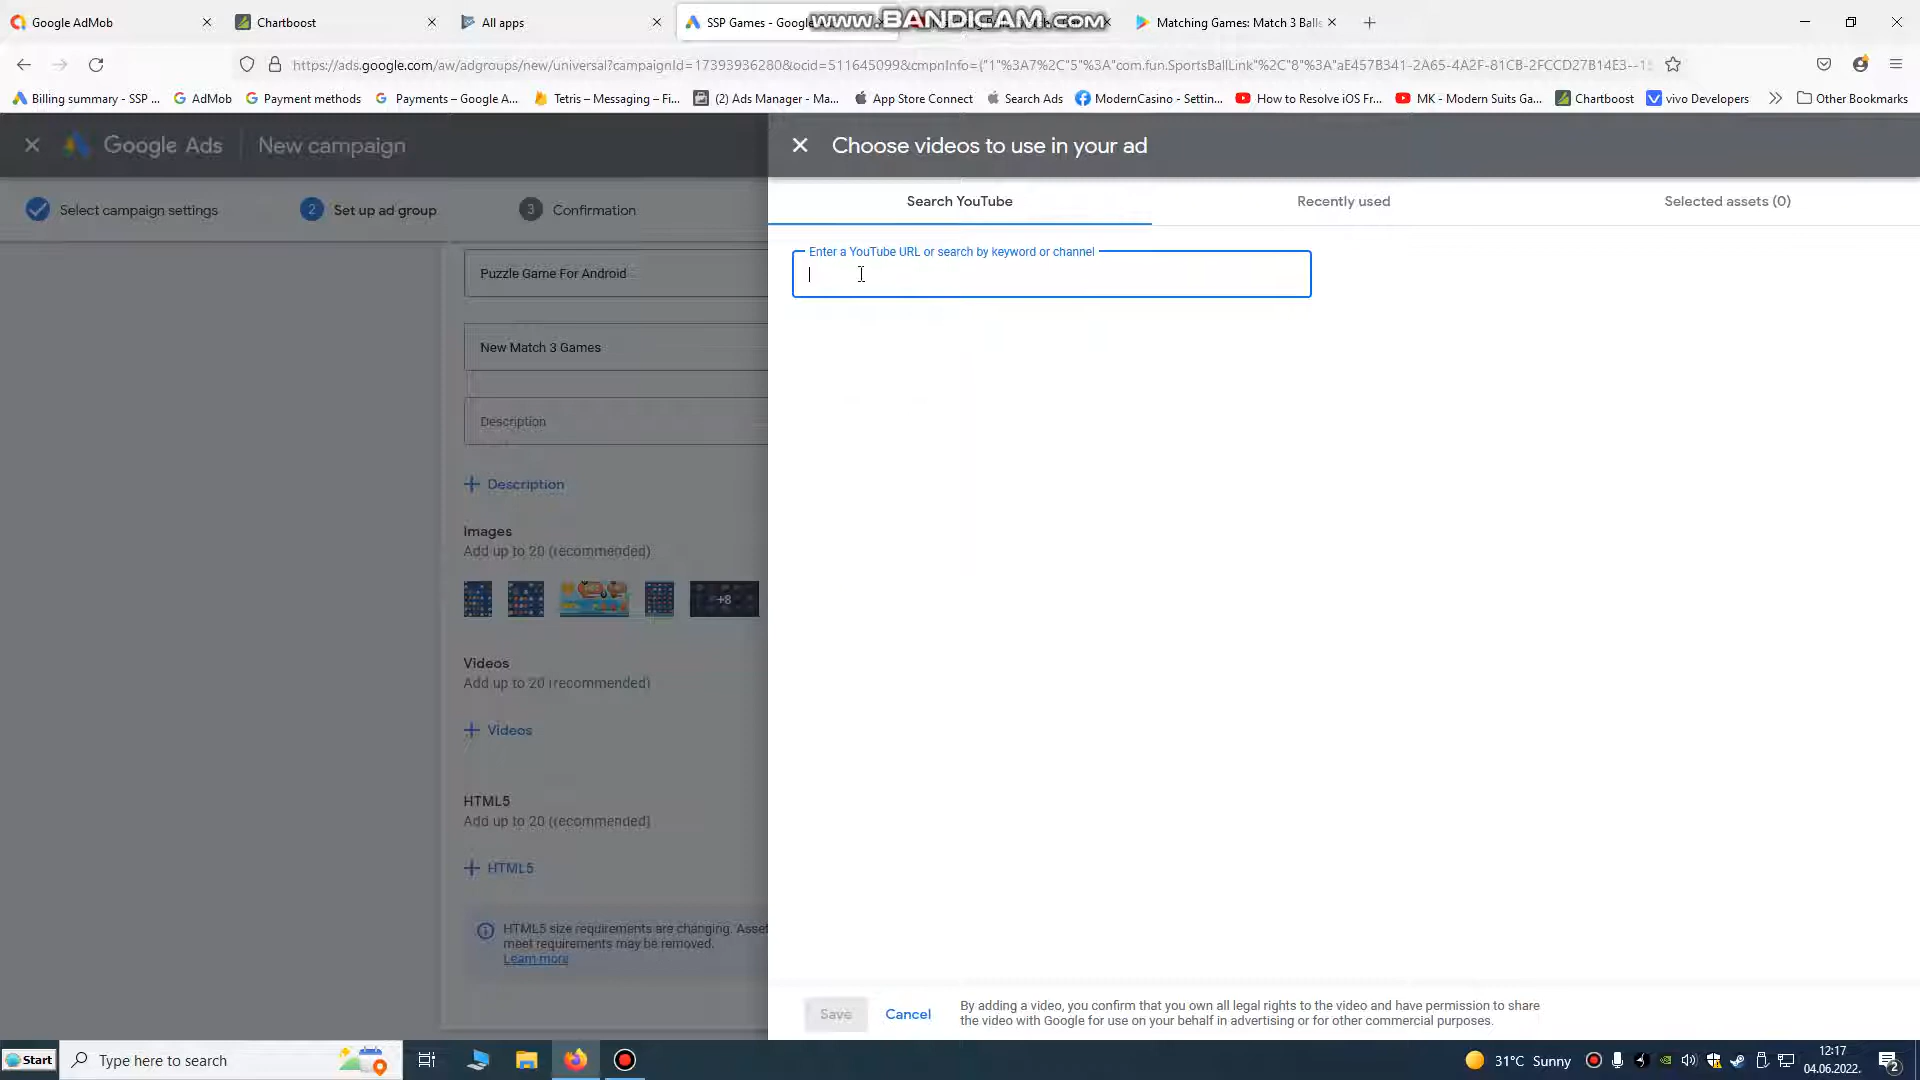 Google AdMob
Chartboost
All apps
SSP Games - Google
Matching Games: Match 3 Balls
www.BANDICAM.com
https://ads.google.com/aw/adgroups/new/universal?campaignId=17393936280&ocid=511645099&cmpnInfo={"1"%3A7%2C"5"%3A"com.fun.SportsBallLink"%2C"8"%3A"aE457B341-2A65-4A2F-81CB-2FCCD27B14E3--15
Billing summary - SSP ...
AdMob
Payment methods
Payments – Google A...
Tetris – Messaging – Fi...
(2) Ads Manager - Ma...
App Store Connect
Search Ads
ModernCasino - Settin...
How to Resolve iOS Fr...
MK - Modern Suits Ga...
Chartboost
vivo Developers
Other Bookmarks
Google Ads
New campaign
Choose videos to use in your ad
Select campaign settings
2 Set up ad group
3 Confirmation
Search YouTube
Recently used
Selected assets (0)
Enter a YouTube URL or search by keyword or channel
Puzzle Game For Android
New Match 3 Games
Description
Description
Images
Add up to 20 (recommended)
+8
Videos
Add up to 20 (recommended)
Videos
HTML5
Add up to 20 (recommended)
HTML5
HTML5 size requirements are changing. Asset
meet requirements may be removed.
Learn more
Save
Cancel
By adding a video, you confirm that you own all legal rights to the video and have permission to share
the video with Google for use on your behalf in advertising or for other commercial purposes.
Start
Type here to search
31°C Sunny
12:17
04.06.2022.
2